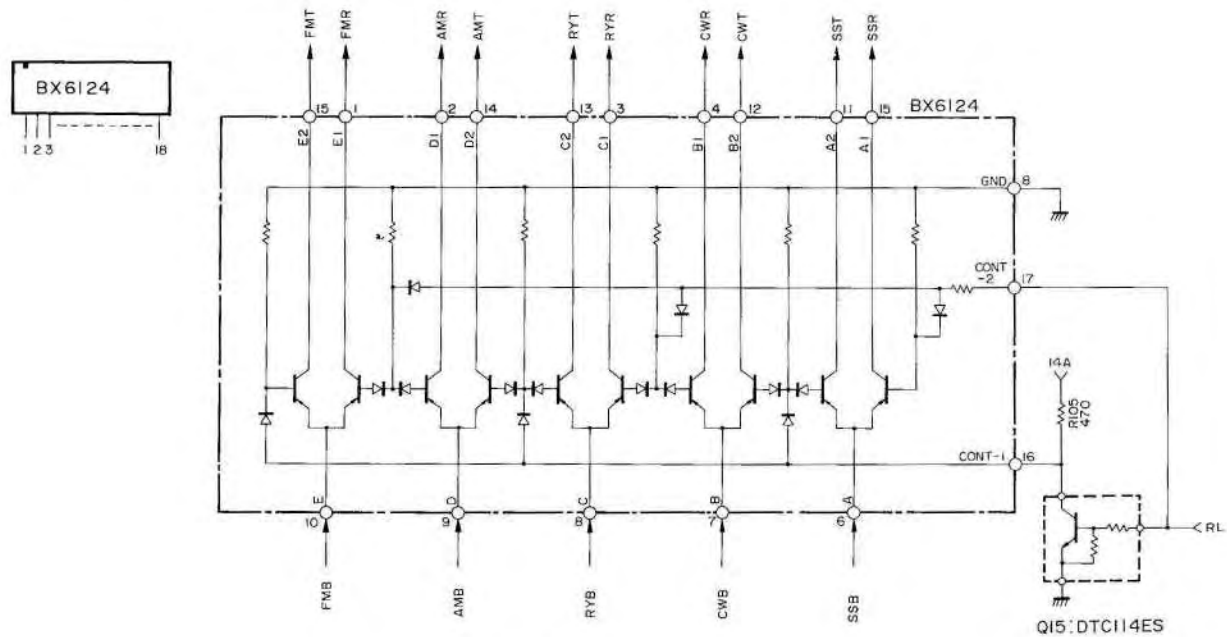 FMT FMR AMR AMT RYT RYR CWR CWT SST SSR
BX6124
1 2 3 18
BX6124
15 1 2 14 13 3 4 12 11 15
E2 E1 D1 D2 C2 C1 B1 B2 A2 A1
GND 8
CONT
-2 17
14A
R105
470
CONT-1 16
E D C B A
10 9 8 7 6
RL
FMB AMB RYB CWB SSB
Q15:DTC114ES